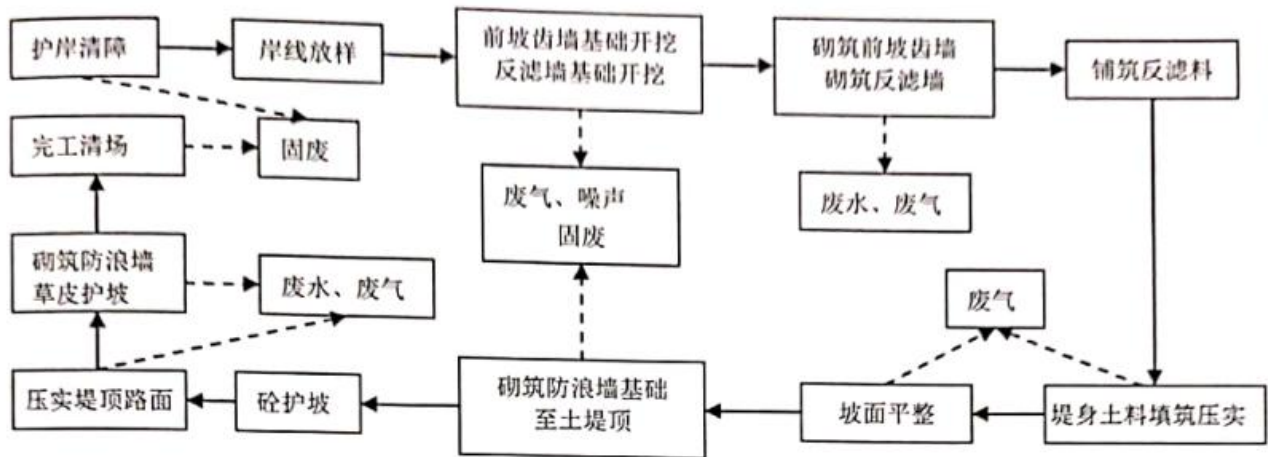 护岸清障
岸线放样
前坡齿墙基础开挖
反滤墙基础开挖
砌筑前坡齿墙
砌筑反滤墙
铺筑反滤料
完工清场
固废
废气、噪声
固废
废水、废气
砌筑防浪墙
草皮护坡
废水、废气
废气
压实堤顶路面
砼护坡
砌筑防浪墙基础
至土堤顶
坡面平整
堤身土料填筑压实